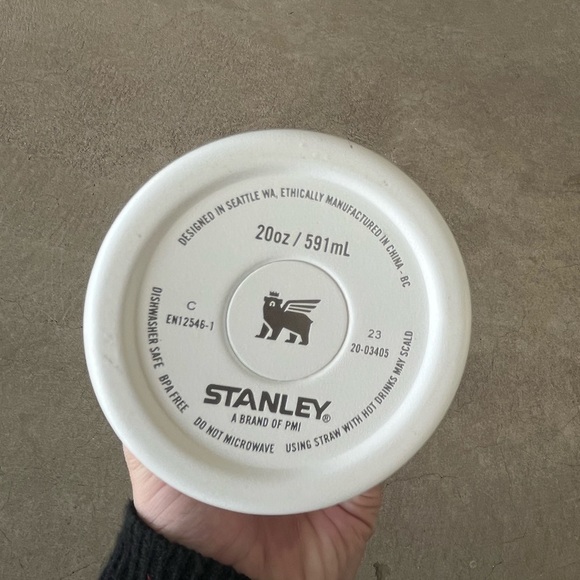 DESIGNED IN SEATTLE WA, ETHICALLY MANUFACTURED IN CHINA - BC
20oz / 591mL
C
EN12546-1
23
20-03405
STANLEY®
A BRAND OF PMI
DISHWASHER SAFE BPA FREE DO NOT MICROWAVE USING STRAW WITH HOT DRINKS MAY SCALD